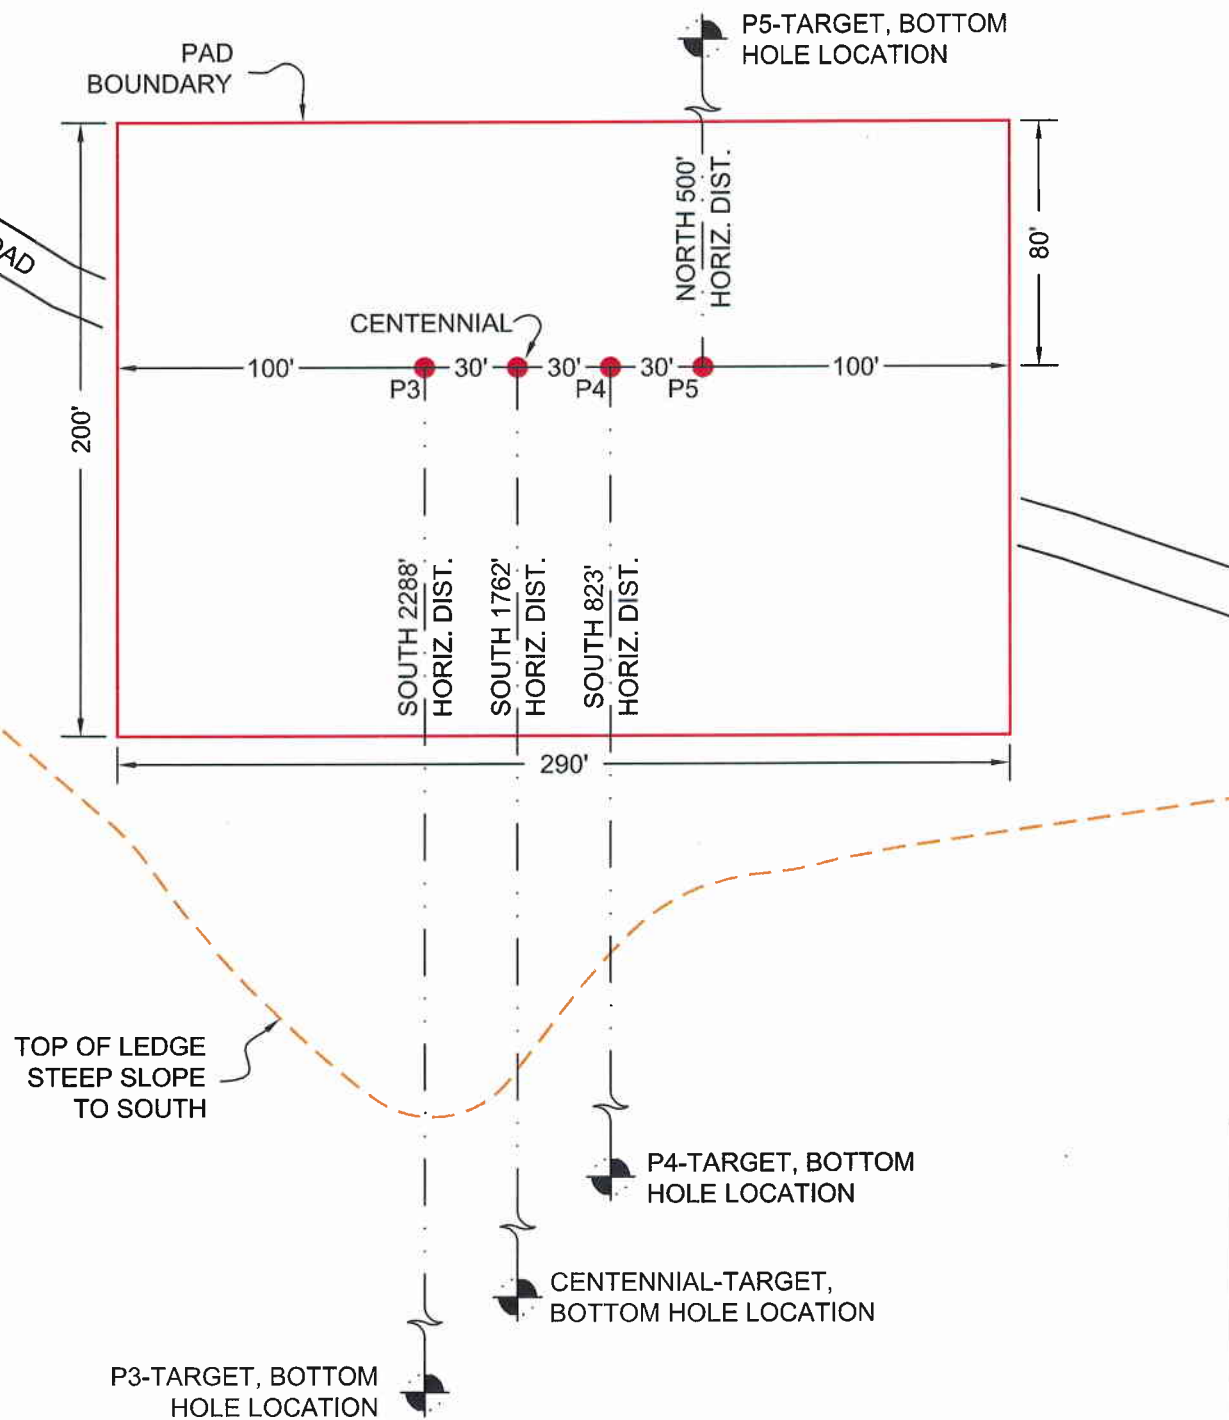 P5-TARGET, BOTTOM
HOLE LOCATION
PAD
BOUNDARY
NORTH 500'
HORIZ. DIST.
80'
CENTENNIAL
100'
30'
30'
30'
100'
P3
P4
P5
200'
SOUTH 2288'
HORIZ. DIST.
SOUTH 1762'
HORIZ. DIST.
SOUTH 823'
HORIZ. DIST.
290'
TOP OF LEDGE
STEEP SLOPE
TO SOUTH
P4-TARGET, BOTTOM
HOLE LOCATION
CENTENNIAL-TARGET,
BOTTOM HOLE LOCATION
P3-TARGET, BOTTOM
HOLE LOCATION